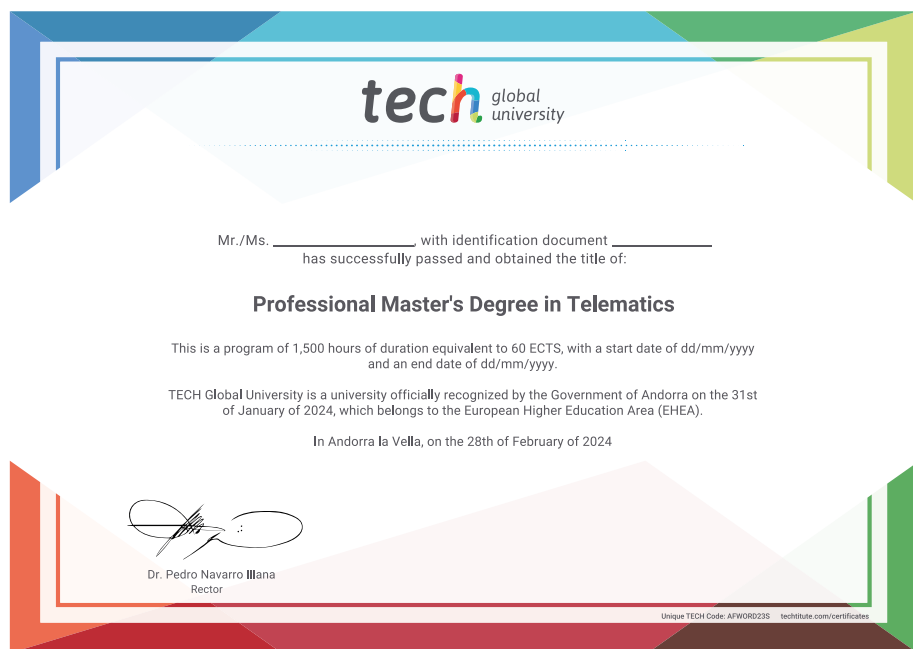 tech global
university
Mr./Ms. ____________, with identification document ____________
has successfully passed and obtained the title of:
Professional Master's Degree in Telematics
This is a program of 1,500 hours of duration equivalent to 60 ECTS, with a start date of dd/mm/yyyy
and an end date of dd/mm/yyyy.
TECH Global University is a university officially recognized by the Government of Andorra on the 31st
of January of 2024, which belongs to the European Higher Education Area (EHEA).
In Andorra la Vella, on the 28th of February of 2024
Dr. Pedro Navarro Illana
Rector
Unique TECH Code: AFWORD23S techtitute.com/certificates